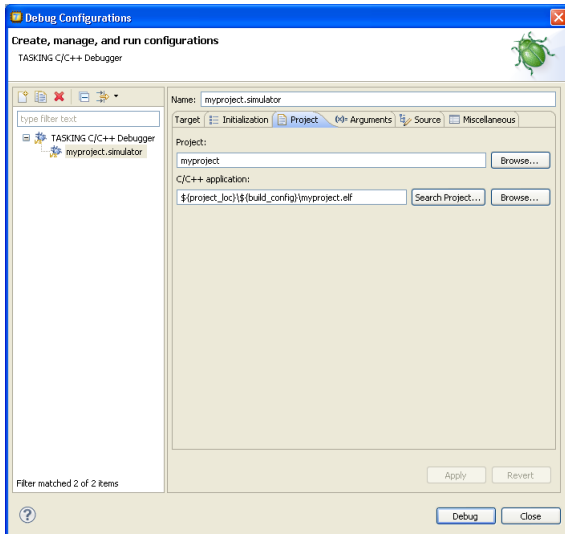 Debug Configurations
Create, manage, and run configurations
TASKING C/C++ Debugger
type filter text
TASKING C/C++ Debugger
myproject.simulator
Filter matched 2 of 2 items
Name: myproject.simulator
Target Initialization Project (x)= Arguments Source Miscellaneous
Project:
myproject Browse...
C/C++ application:
${project_loc}\${build_config}\myproject.elf Search Project... Browse...
Apply Revert
? Debug Close